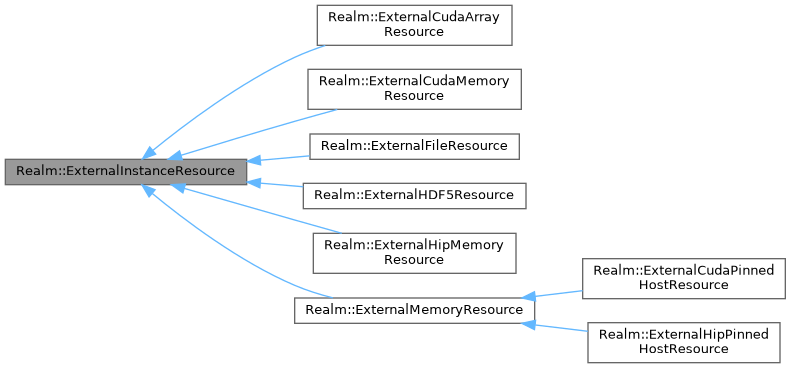 Realm::ExternalCudaArray
Resource
Realm::ExternalCudaMemory
Resource
Realm::ExternalFileResource
Realm::ExternalInstanceResource
Realm::ExternalHDF5Resource
Realm::ExternalHipMemory
Resource
Realm::ExternalCudaPinned
HostResource
Realm::ExternalMemoryResource
Realm::ExternalHipPinned
HostResource